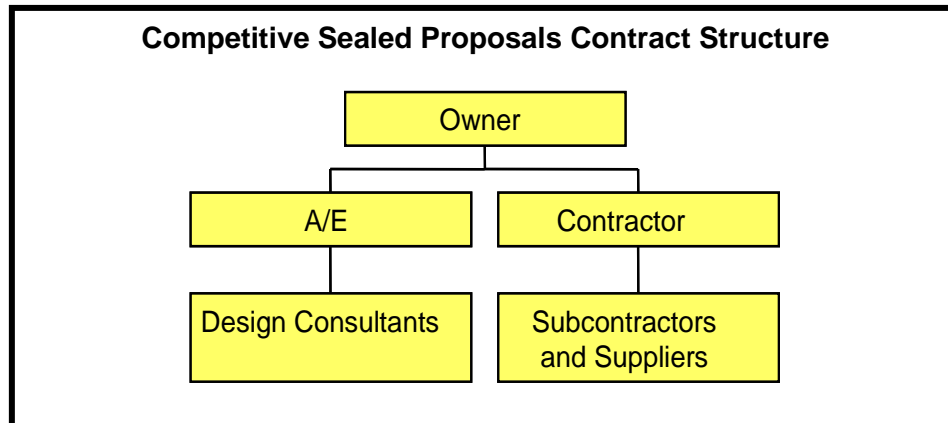 Competitive Sealed Proposals Contract Structure
Owner
A/E
Contractor
Design Consultants
Subcontractors
and Suppliers